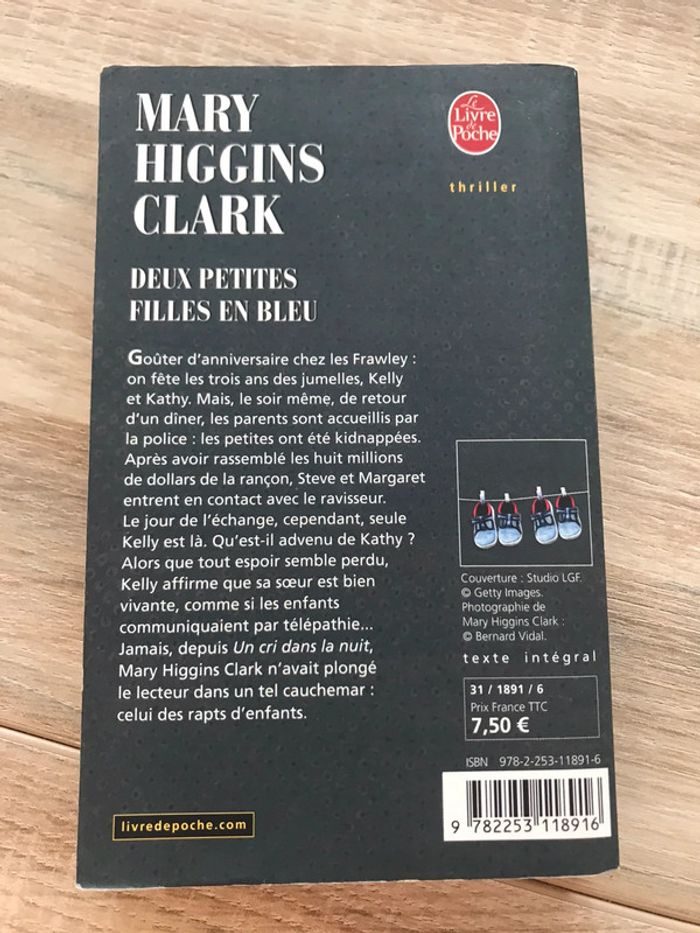 MARY
HIGGINS
CLARK
Le
Livre
de
Poche
thriller
DEUX PETITES
FILLES EN BLEU
Goûter d'anniversaire chez les Frawley :
on fête les trois ans des jumelles, Kelly
et Kathy. Mais, le soir même, de retour
d'un dîner, les parents sont accueillis par
la police : les petites ont été kidnappées.
Après avoir rassemblé les huit millions
de dollars de la rançon, Steve et Margaret
entrent en contact avec le ravisseur.
Le jour de l'échange, cependant, seule
Kelly est là. Qu'est-il advenu de Kathy ?
Alors que tout espoir semble perdu,
Kelly affirme que sa sœur est bien
vivante, comme si les enfants
communiquaient par télépathie...
Jamais, depuis Un cri dans la nuit,
Mary Higgins Clark n'avait plongé
le lecteur dans un tel cauchemar :
celui des rapts d'enfants.
Couverture : Studio LGF.
© Getty Images.
Photographie de
Mary Higgins Clark :
© Bernard Vidal.
texte intégral
31 / 1891 / 6
Prix France TTC
7,50 €
ISBN 978-2-253-11891-6
9 782253 118916
livredepoche.com